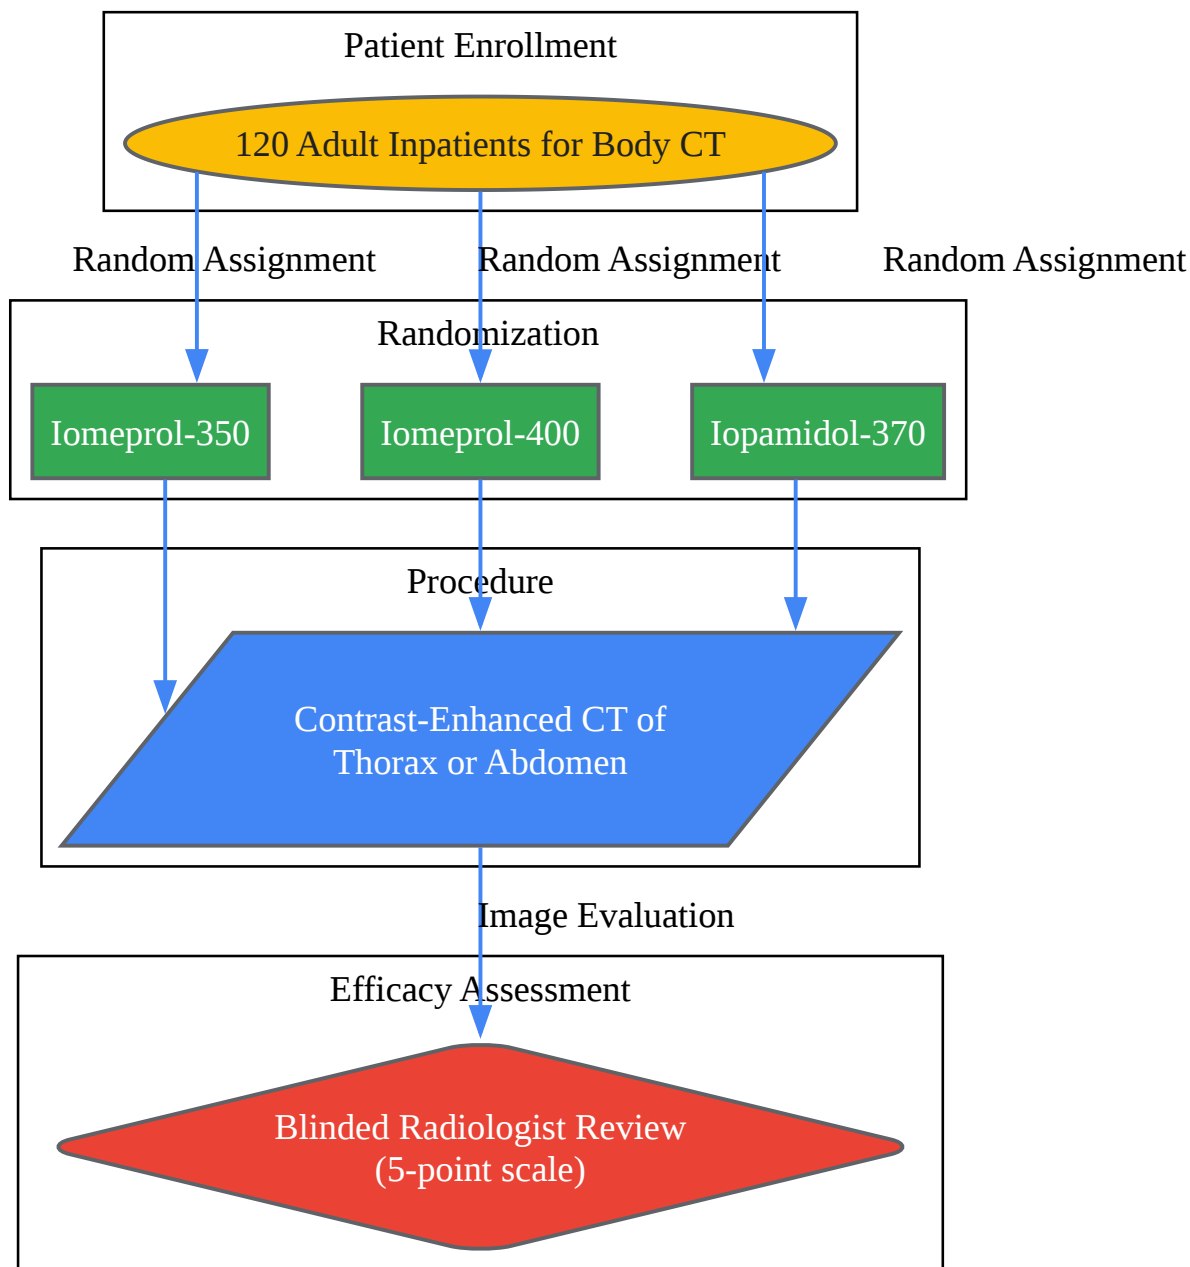 Patient Enrollment
120 Adult Inpatients for Body CT
Random Assignment
Random Assignment
Random Assignment
Randomization
Iomeprol-350
Iomeprol-400
Iopamidol-370
Procedure
Contrast-Enhanced CT of
Thorax or Abdomen
Image Evaluation
Efficacy Assessment
Blinded Radiologist Review
(5-point scale)